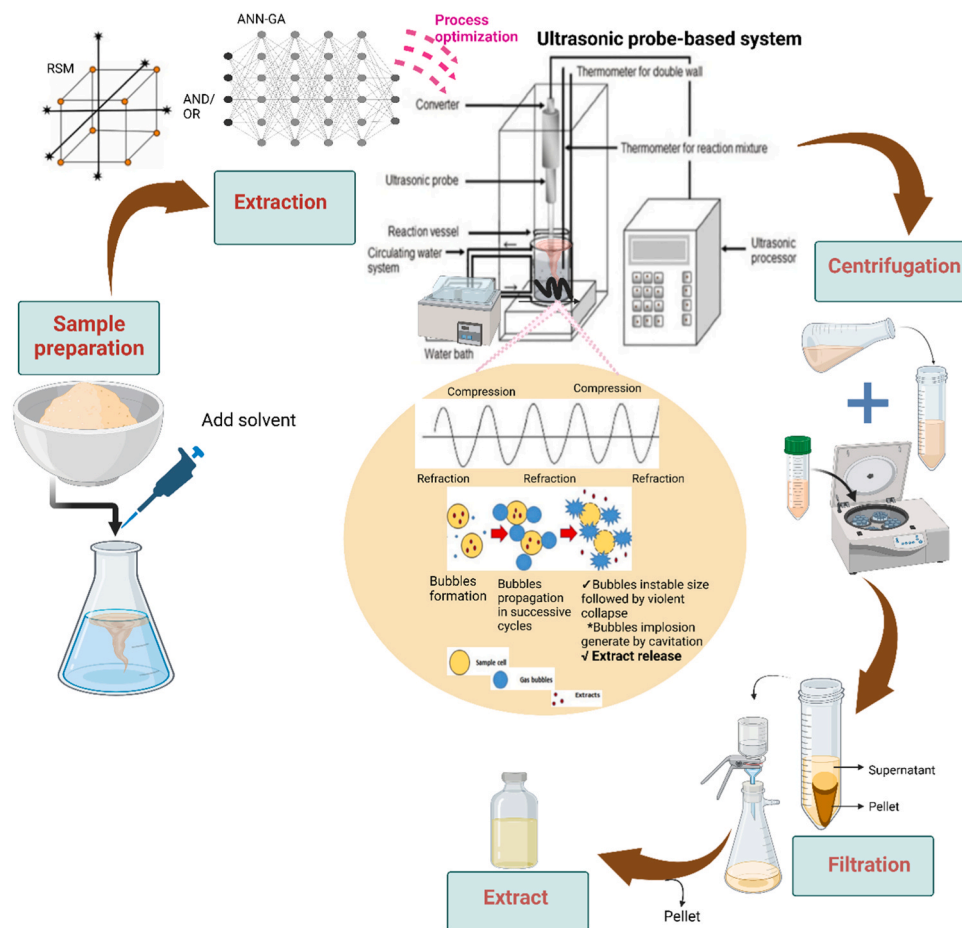 ANN-GA
Process
optimization
RSM
AND/
OR
Ultrasonic probe-based system
Thermometer for double wall
Converter
Thermometer for reaction mixture
Ultrasonic probe
Reaction vessel
Circulating water
system
Ultrasonic
processor
Water bath
Extraction
Centrifugation
Sample
preparation
Add solvent
Compression
Compression
Refraction
Refraction
Refraction
Bubbles
formation
Bubbles
propagation
in successive
cycles
✓Bubbles instable size
followed by violent
collapse
*Bubbles implosion
generate by cavitation
√ Extract release
Sample cell
Gas bubbles
Extracts
Supernatant
Pellet
Filtration
Extract
Pellet